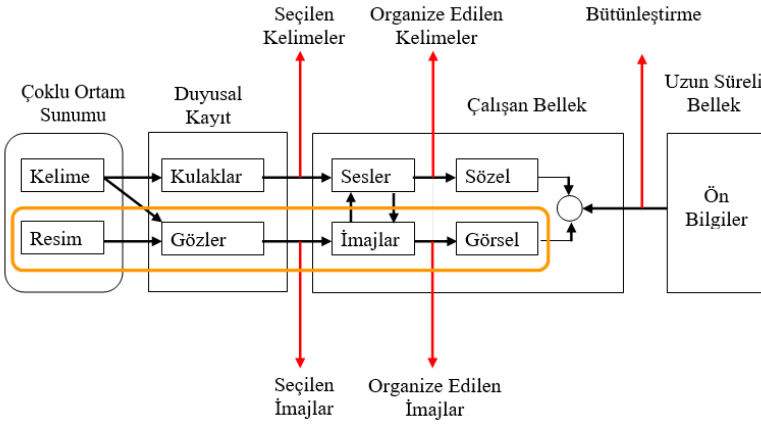 Seçilen
Kelimeler
Organize Edilen
Kelimeler
Bütünleştirme
Çoklu Ortam
Sunumu
Duyusal
Kayıt
Çalışan Bellek
Uzun Süreli
Bellek
Kelime
Kulaklar
Sesler
Sözel
Ön
Bilgiler
Resim
Gözler
İmajlar
Görsel
Seçilen
İmajlar
Organize Edilen
İmajlar